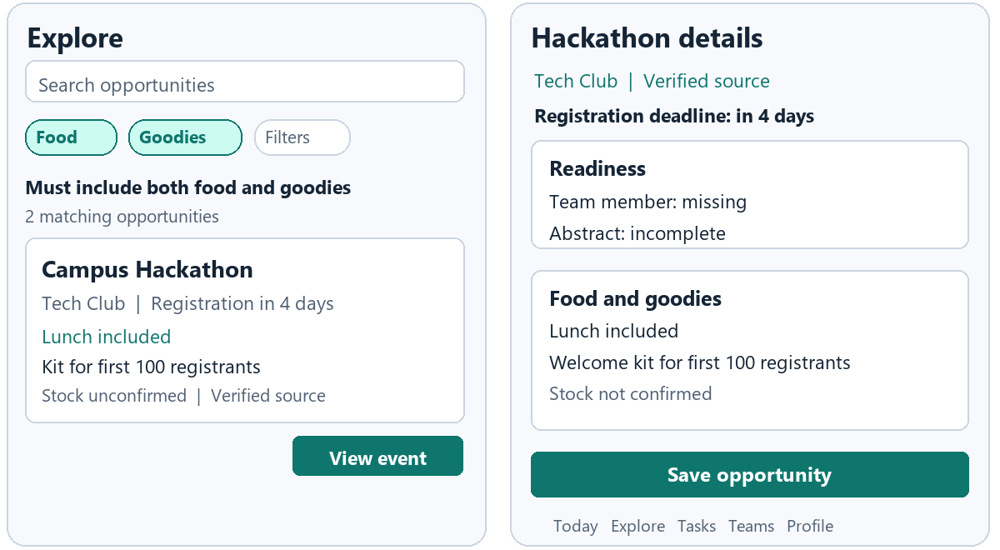 Explore
Search opportunities
Food
Goodies
Filters
Must include both food and goodies
2 matching opportunities
Campus Hackathon
Tech Club | Registration in 4 days
Lunch included
Kit for first 100 registrants
Stock unconfirmed | Verified source
View event
Hackathon details
Tech Club | Verified source
Registration deadline: in 4 days
Readiness
Team member: missing
Abstract: incomplete
Food and goodies
Lunch included
Welcome kit for first 100 registrants
Stock not confirmed
Save opportunity
Today Explore Tasks Teams Profile